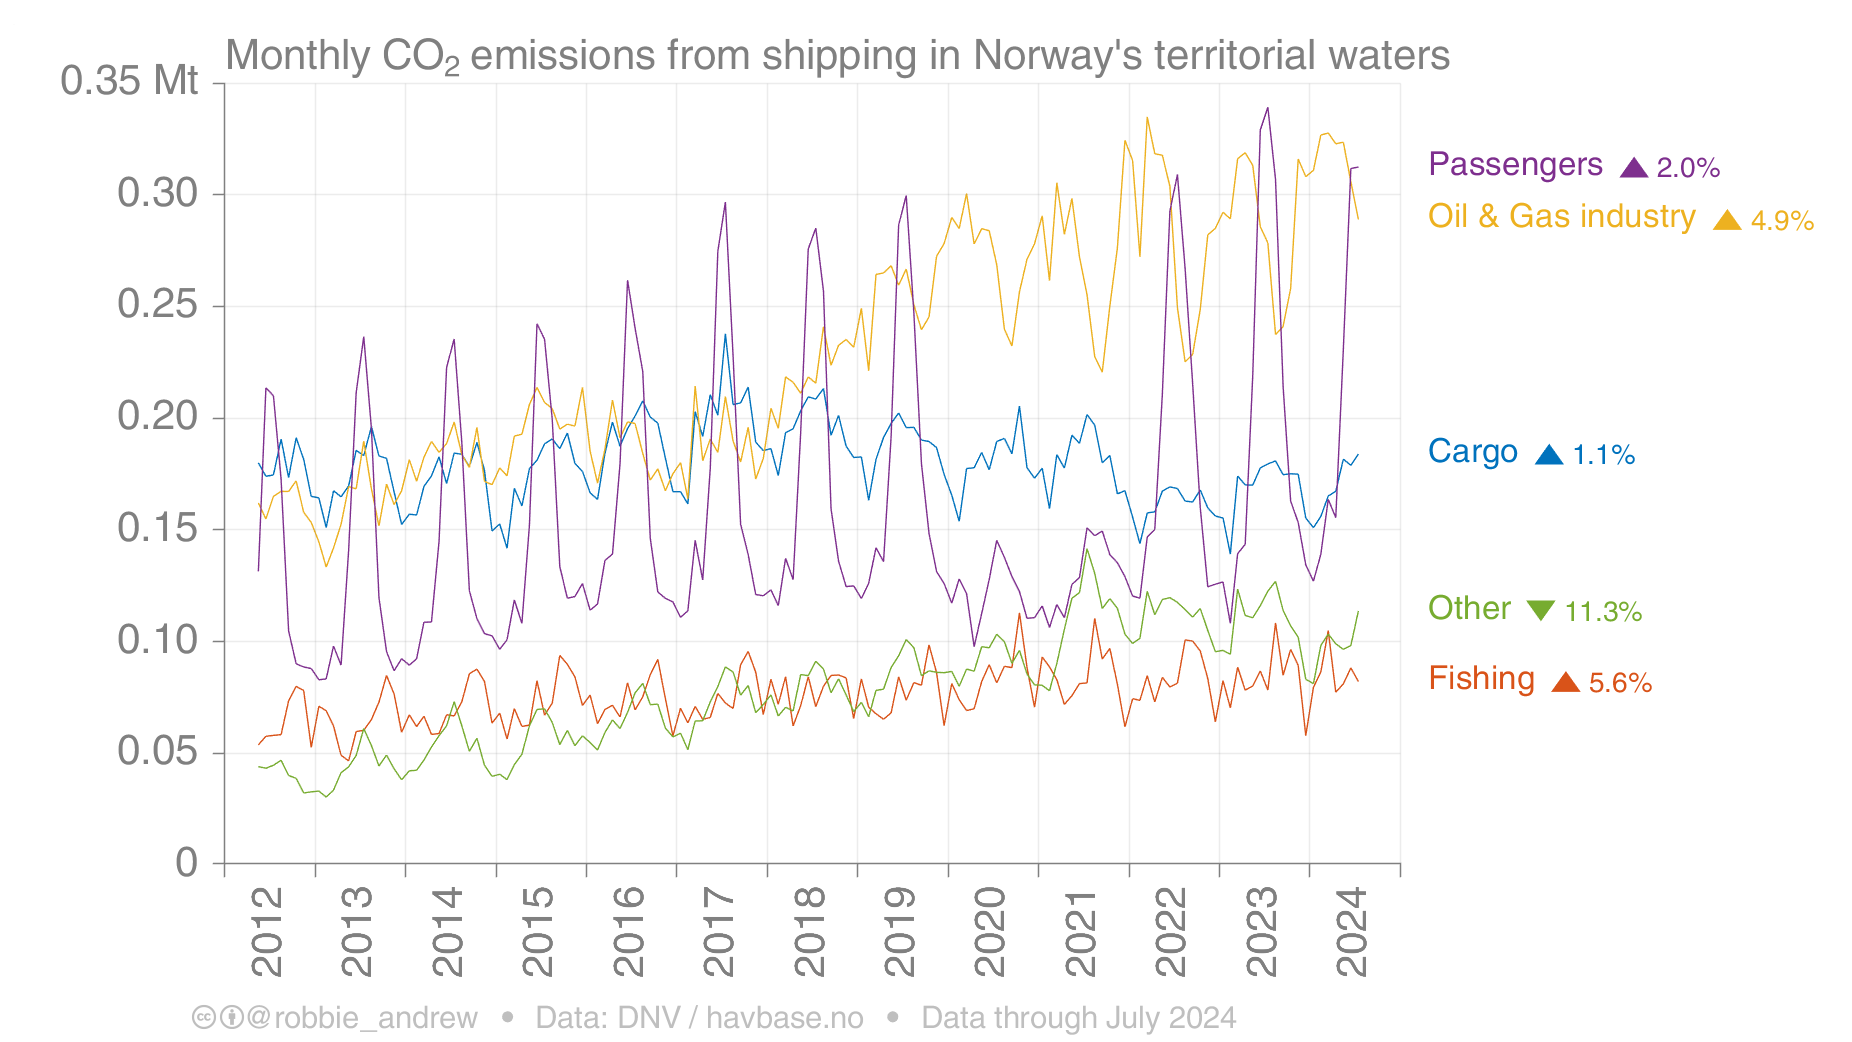 Monthly CO₂ emissions from shipping in Norway's territorial waters
0.35 Mt
0.30
0.25
0.20
0.15
0.10
0.05
0
Passengers ▲ 2.0%
Oil & Gas industry ▲ 4.9%
Cargo ▲ 1.1%
Other ▼ 11.3%
Fishing ▲ 5.6%
2012 2013 2014 2015 2016 2017 2018 2019 2020 2021 2022 2023 2024
@robbie_andrew • Data: DNV / havbase.no • Data through July 2024